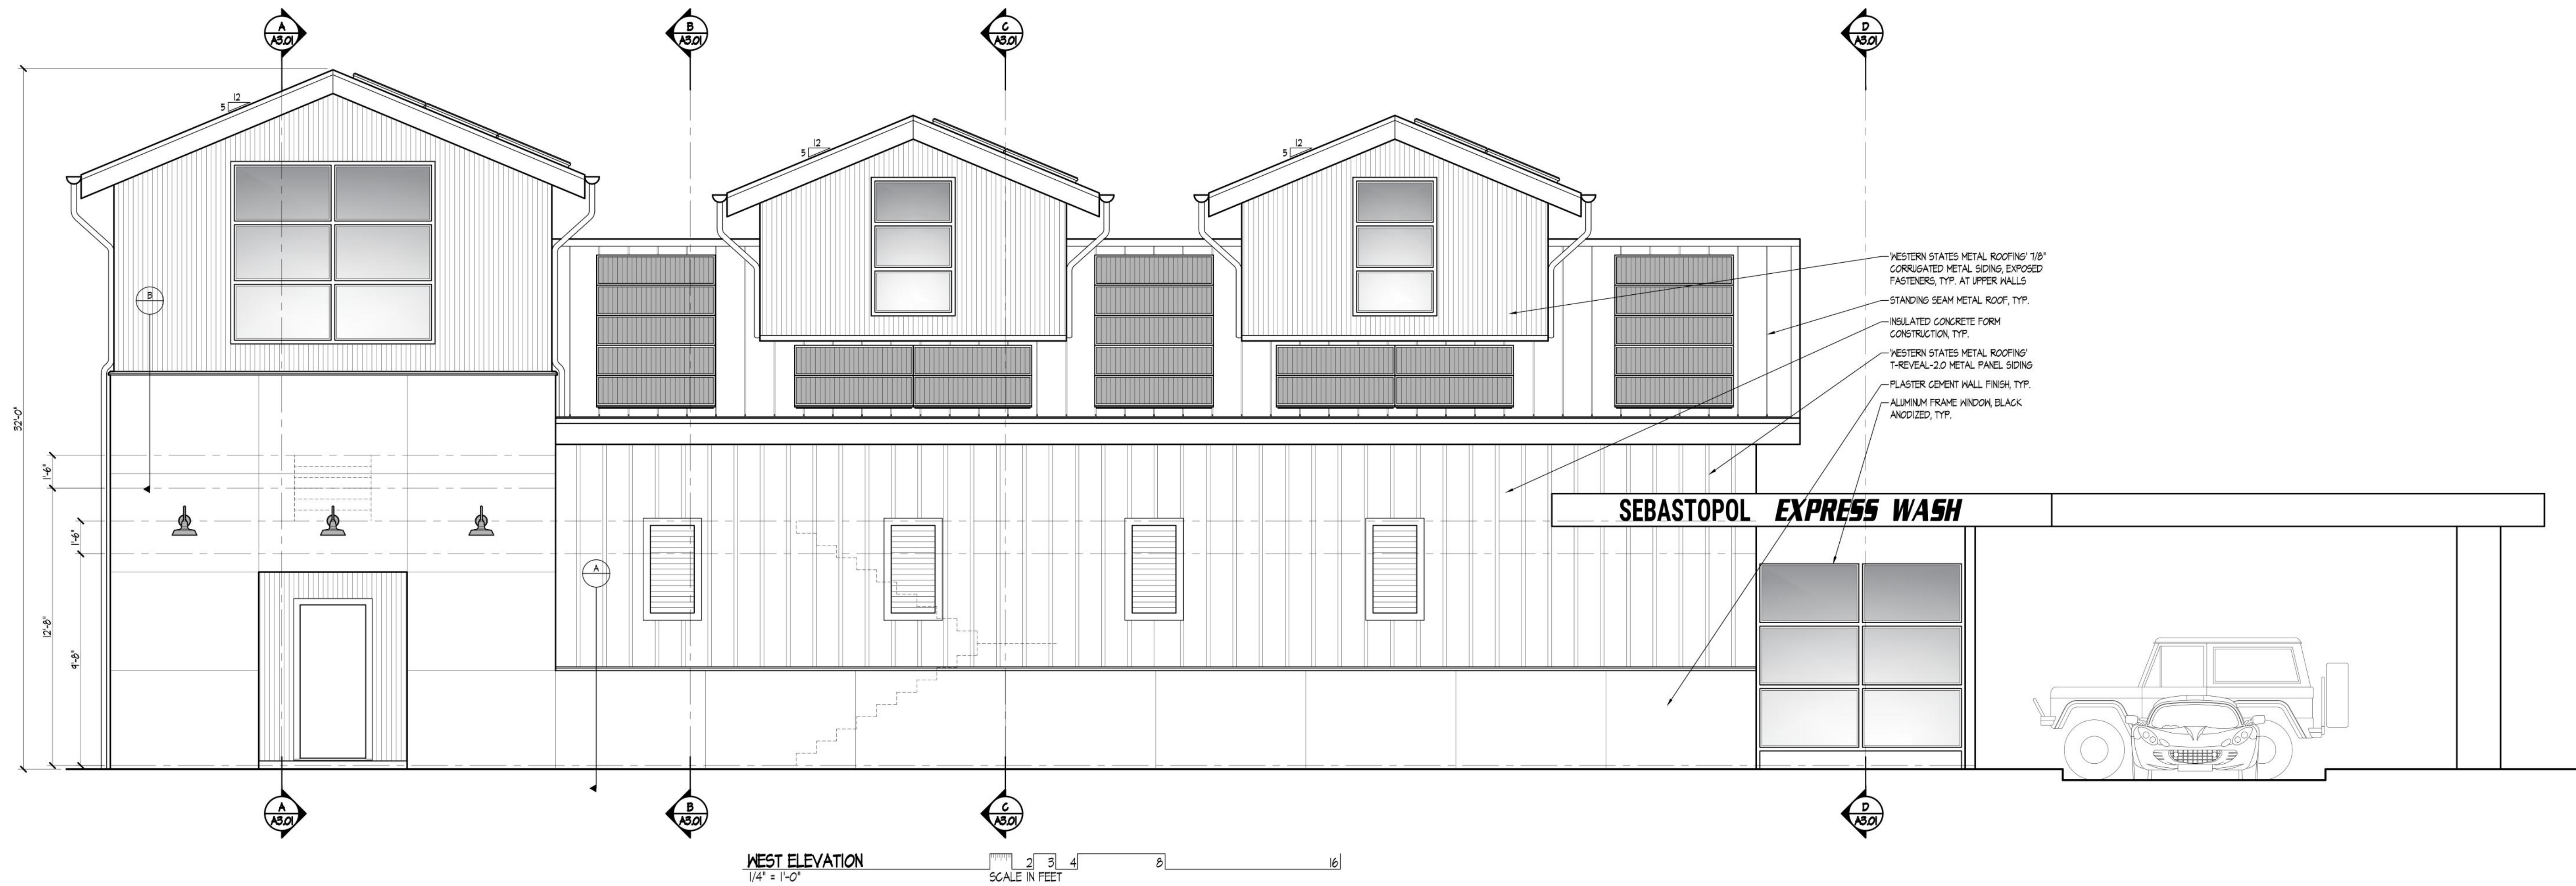 A
A3.01
B
A3.01
C
A3.01
D
A3.01
12
5
12
5
12
5
WESTERN STATES METAL ROOFING' 7/8"
CORRUGATED METAL SIDING, EXPOSED
FASTENERS, TYP. AT UPPER WALLS
STANDING SEAM METAL ROOF, TYP.
INSULATED CONCRETE FORM
CONSTRUCTION, TYP.
WESTERN STATES METAL ROOFING'
T-REVEAL-2.0 METAL PANEL SIDING
PLASTER CEMENT WALL FINISH, TYP.
ALUMINUM FRAME WINDOW, BLACK
ANODIZED, TYP.
B
32'-0"
1'-6"
1'-6"
12'-8"
9'-8"
A
SEBASTOPOL EXPRESS WASH
A
A3.01
B
A3.01
C
A3.01
D
A3.01
WEST ELEVATION
1/4" = 1'-0"
2 3 4 8 16
SCALE IN FEET